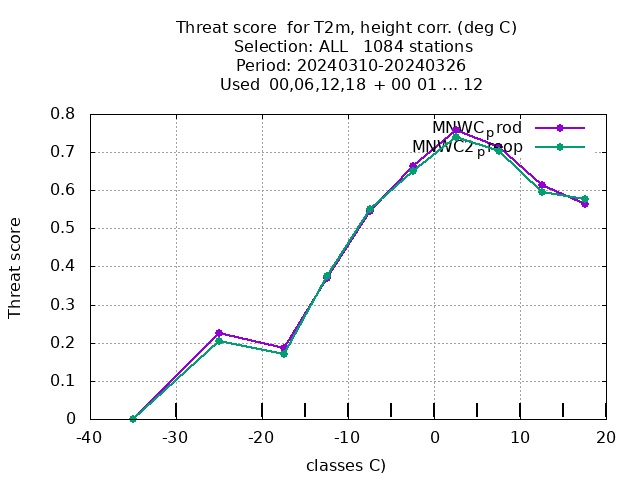 Threat score  for T2m, height corr. (deg C)
Selection: ALL   1084 stations
Period: 20240310-20240326
Used  00,06,12,18  + 00 01 ... 12
Threat score
0.8
0.7
0.6
0.5
0.4
0.3
0.2
0.1
0
MNWCprod
-40
-30
-20
-10
0
10
20
classes C)